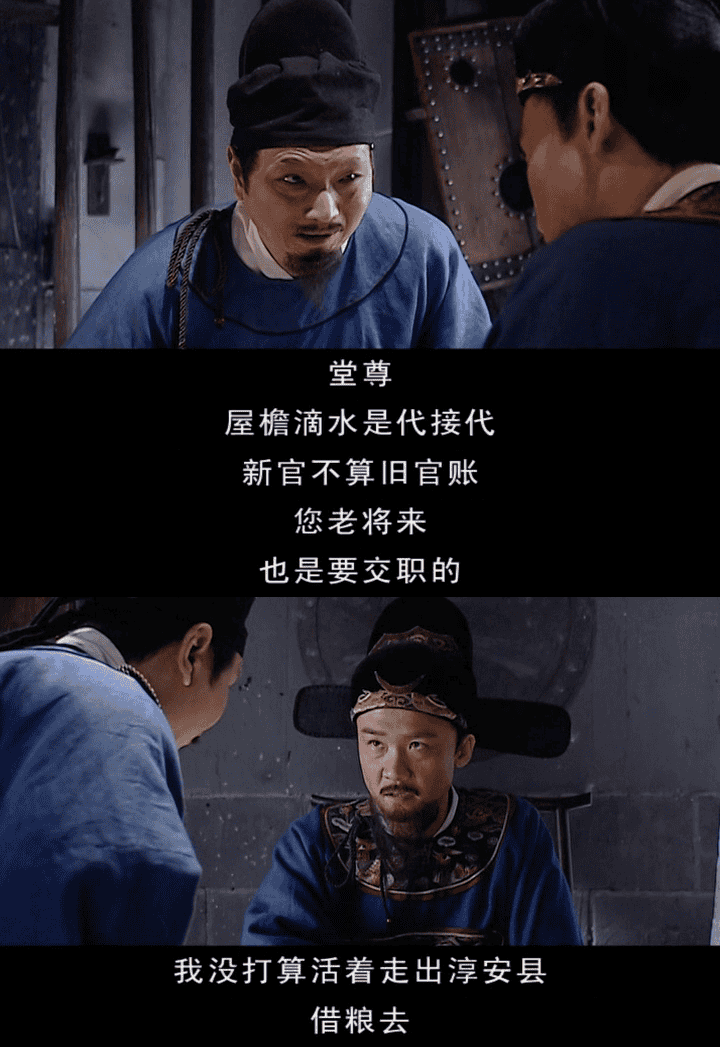 堂尊
屋檐滴水是代接代
新官不算旧官账
您老将来
也是要交职的
我没打算活着走出淳安县
借粮去